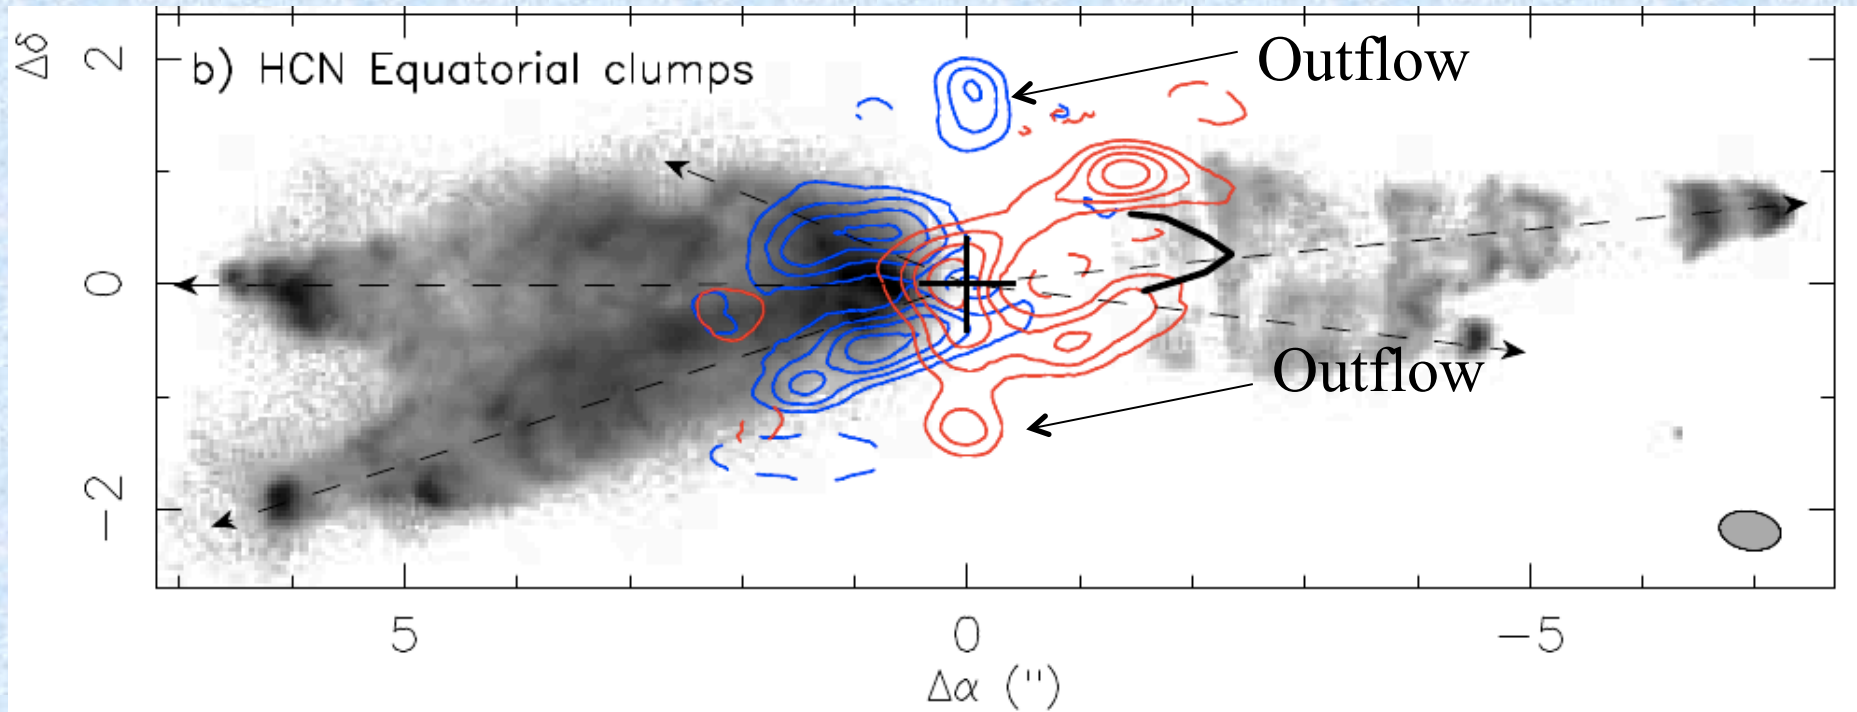 Outflow
Δδ
2
b) HCN Equatorial clumps
0
Outflow
−2
5
0
−5
Δα (")